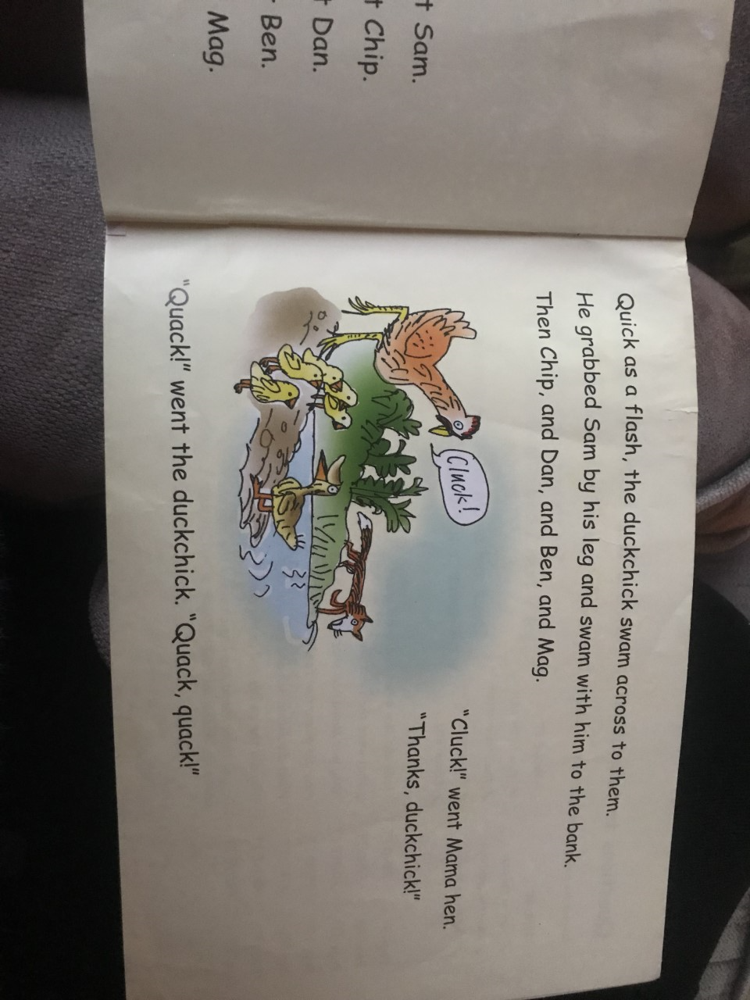 t Sam.
t Chip.
t Dan.
Ben.
Mag.
Quick as a flash, the duckchick swam across to them.
He grabbed Sam by his leg and swam with him to the bank.
Then Chip, and Dan, and Ben, and Mag.
Cluck!
"Cluck!" went Mama hen.
"Thanks, duckchick!"
"Quack!" went the duckchick. "Quack, quack!"